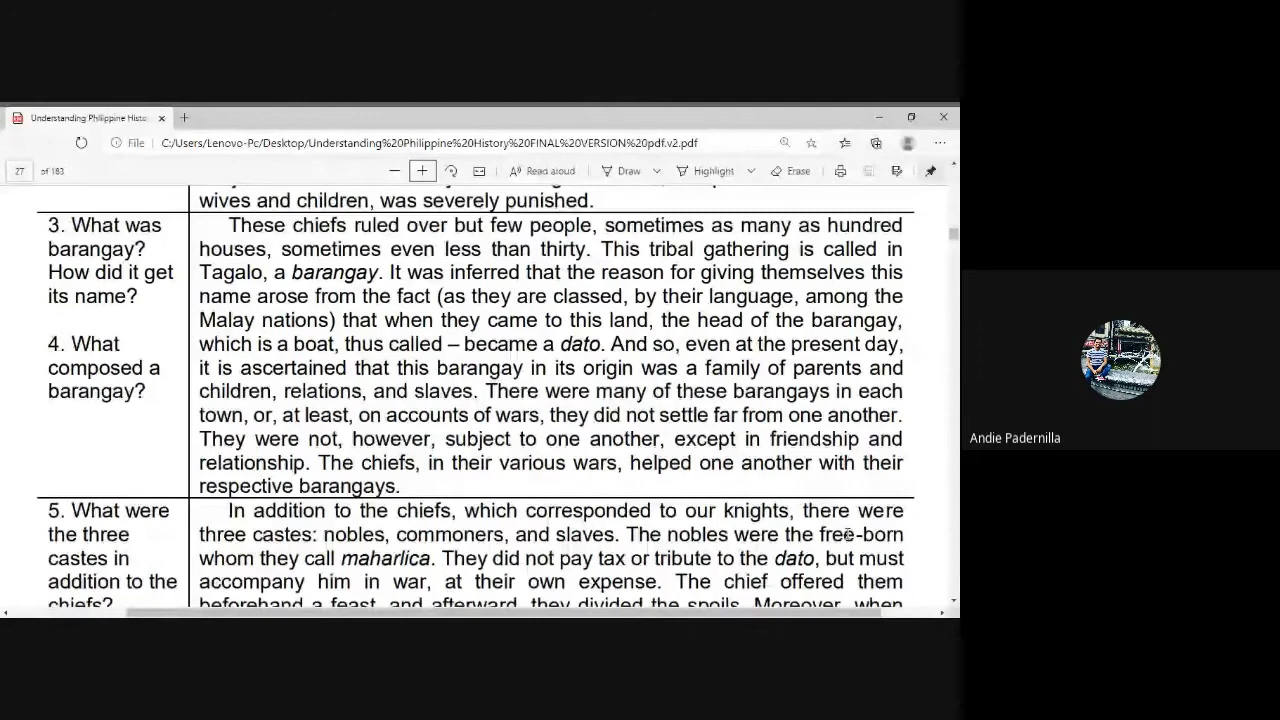 Understanding Philippine Histo
File C:/Users/Lenovo-Pc/Desktop/Understanding%20Philippine%20History%20FINAL%20VERSION%20pdf.v2.pdf
27 of 183 Read aloud Draw Highlight Erase
wives and children, was severely punished.
3. What was
barangay?
How did it get
its name?
4. What
composed a
barangay?
These chiefs ruled over but few people, sometimes as many as hundred
houses, sometimes even less than thirty. This tribal gathering is called in
Tagalo, a barangay. It was inferred that the reason for giving themselves this
name arose from the fact (as they are classed, by their language, among the
Malay nations) that when they came to this land, the head of the barangay,
which is a boat, thus called – became a dato. And so, even at the present day,
it is ascertained that this barangay in its origin was a family of parents and
children, relations, and slaves. There were many of these barangays in each
town, or, at least, on accounts of wars, they did not settle far from one another.
They were not, however, subject to one another, except in friendship and
relationship. The chiefs, in their various wars, helped one another with their
respective barangays.
5. What were
the three
castes in
addition to the
chiefs?
In addition to the chiefs, which corresponded to our knights, there were
three castes: nobles, commoners, and slaves. The nobles were the free-born
whom they call maharlica. They did not pay tax or tribute to the dato, but must
accompany him in war, at their own expense. The chief offered them
beforehand a feast, and afterward, they divided the spoils. Moreover, when
Andie Padernilla